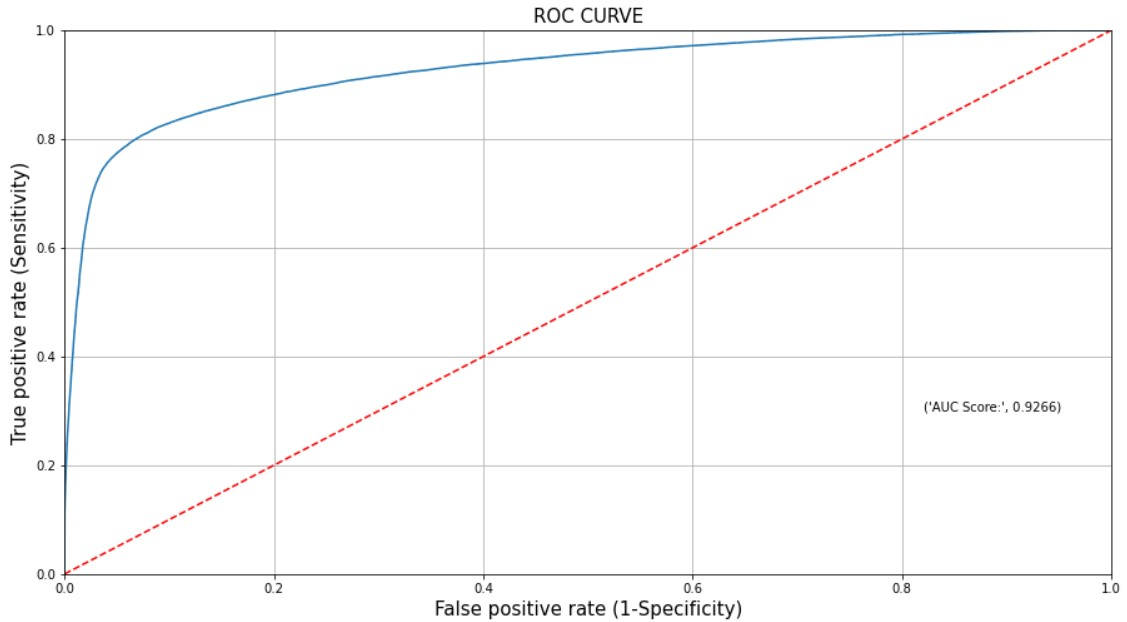 ROC CURVE
1.0
0.8
0.6
0.4
0.2
0.0
True positive rate (Sensitivity)
('AUC Score:', 0.9266)
0.0 0.2 0.4 0.6 0.8 1.0
False positive rate (1-Specificity)